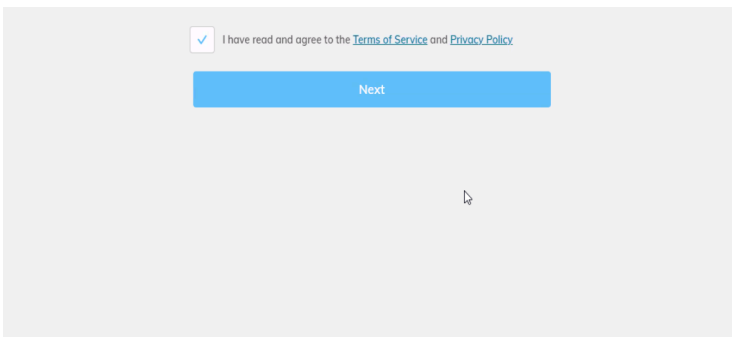 I have read and agree to the Terms of Service and Privacy Policy
Next